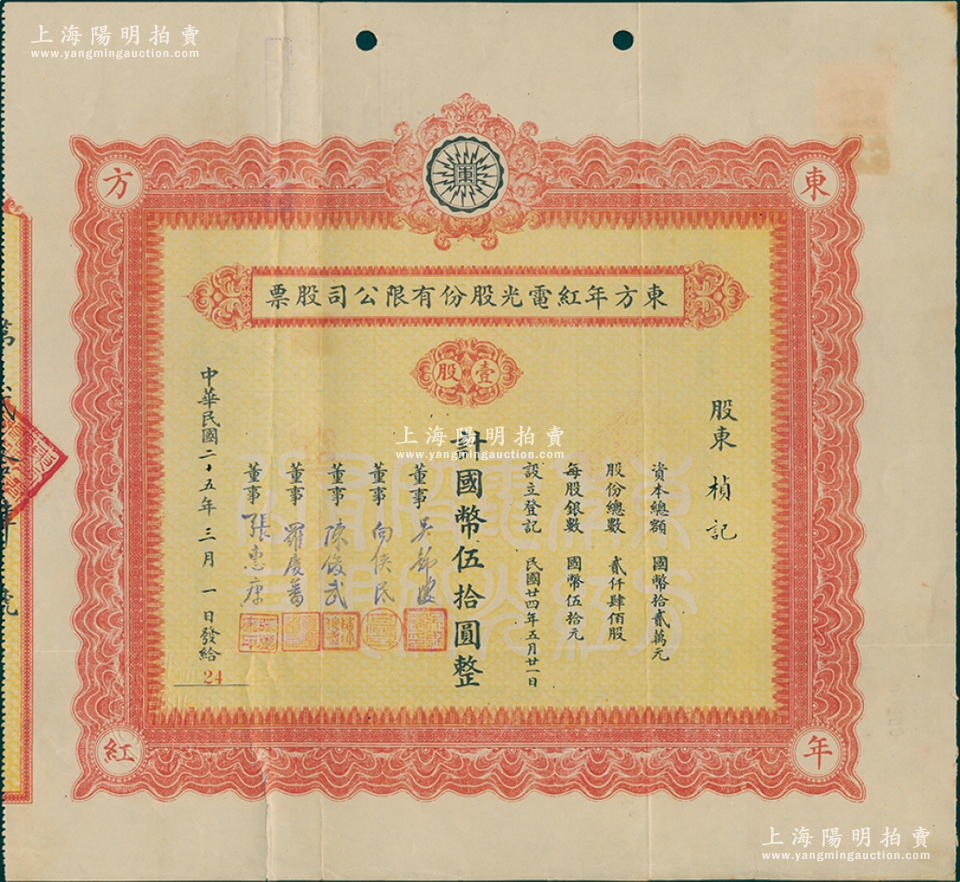 上海陽明拍賣
www.yangmingauction.com
東
方
年
紅
東方年紅電光股份有限公司股票
壹股
股東 楨記
資本總額 國幣拾貳萬元
股份總數 貳仟肆佰股
每股銀數 國幣伍拾元
設立登記 民國廿四年五月廿一日
計國幣伍拾圓整
上海陽明拍賣
www.yangmingauction.com
董事
董事 向俠民
董事 陳俊武
董事 羅慶蕃
董事 張惠康
中華民國二十五年三月一日發給
24
第
號
上海陽明拍賣
www.yangmingauction.com